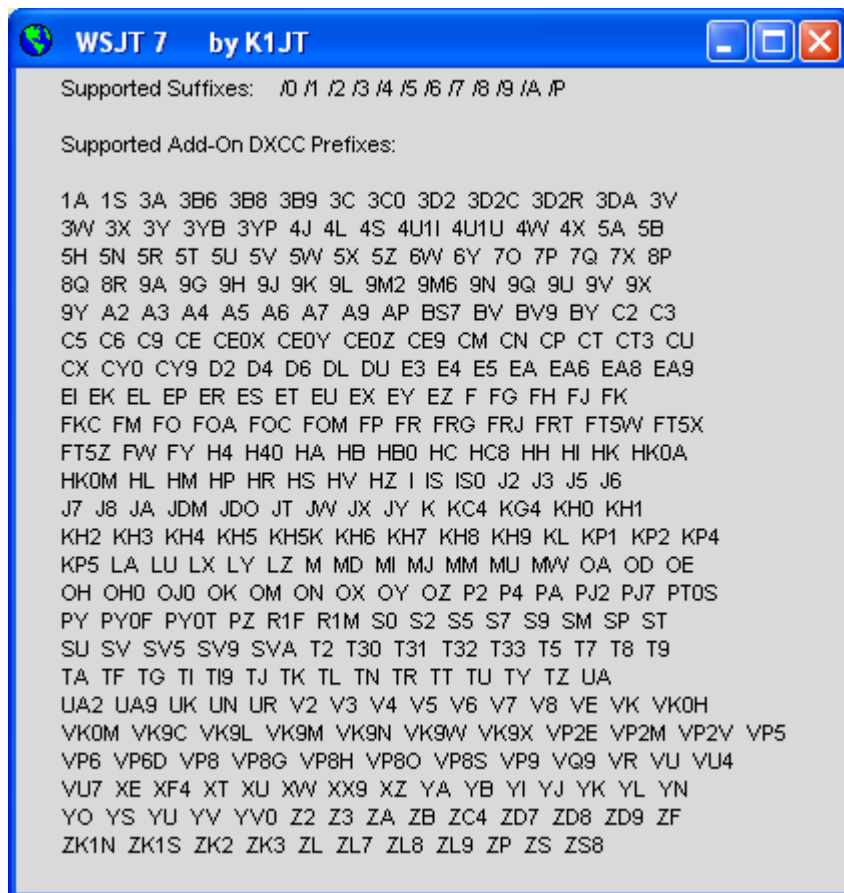 WSJT 7 by K1JT
Supported Suffixes: /0 /1 /2 /3 /4 /5 /6 /7 /8 /9 /A /P
Supported Add-On DXCC Prefixes:
1A 1S 3A 3B6 3B8 3B9 3C 3C0 3D2 3D2C 3D2R 3DA 3V
3W 3X 3Y 3YB 3YP 4J 4L 4S 4U1I 4U1U 4W 4X 5A 5B
5H 5N 5R 5T 5U 5V 5W 5X 5Z 6W 6Y 7O 7P 7Q 7X 8P
8Q 8R 9A 9G 9H 9J 9K 9L 9M2 9M6 9N 9Q 9U 9V 9X
9Y A2 A3 A4 A5 A6 A7 A9 AP BS7 BV BV9 BY C2 C3
C5 C6 C9 CE CE0X CE0Y CE0Z CE9 CM CN CP CT CT3 CU
CX CY0 CY9 D2 D4 D6 DL DU E3 E4 E5 EA EA6 EA8 EA9
EI EK EL EP ER ES ET EU EX EY EZ F FG FH FJ FK
FKC FM FO FOA FOC FOM FP FR FRG FRJ FRT FT5W FT5X
FT5Z FW FY H4 H40 HA HB HB0 HC HC8 HH HI HK HK0A
HK0M HL HM HP HR HS HV HZ I IS IS0 J2 J3 J5 J6
J7 J8 JA JDM JDO JT JW JX JY K KC4 KG4 KH0 KH1
KH2 KH3 KH4 KH5 KH5K KH6 KH7 KH8 KH9 KL KP1 KP2 KP4
KP5 LA LU LX LY LZ M MD MI MJ MM MU MW OA OD OE
OH OH0 OJ0 OK OM ON OX OY OZ P2 P4 PA PJ2 PJ7 PT0S
PY PY0F PY0T PZ R1F R1M S0 S2 S5 S7 S9 SM SP ST
SU SV SV5 SV9 SVA T2 T30 T31 T32 T33 T5 T7 T8 T9
TA TF TG TI TI9 TJ TK TL TN TR TT TU TY TZ UA
UA2 UA9 UK UN UR V2 V3 V4 V5 V6 V7 V8 VE VK VK0H
VK0M VK9C VK9L VK9M VK9N VK9W VK9X VP2E VP2M VP2V VP5
VP6 VP6D VP8 VP8G VP8H VP8O VP8S VP9 VQ9 VR VU VU4
VU7 XE XF4 XT XU XW XX9 XZ YA YB YI YJ YK YL YN
YO YS YU YV YV0 Z2 Z3 ZA ZB ZC4 ZD7 ZD8 ZD9 ZF
ZK1N ZK1S ZK2 ZK3 ZL ZL7 ZL8 ZL9 ZP ZS ZS8